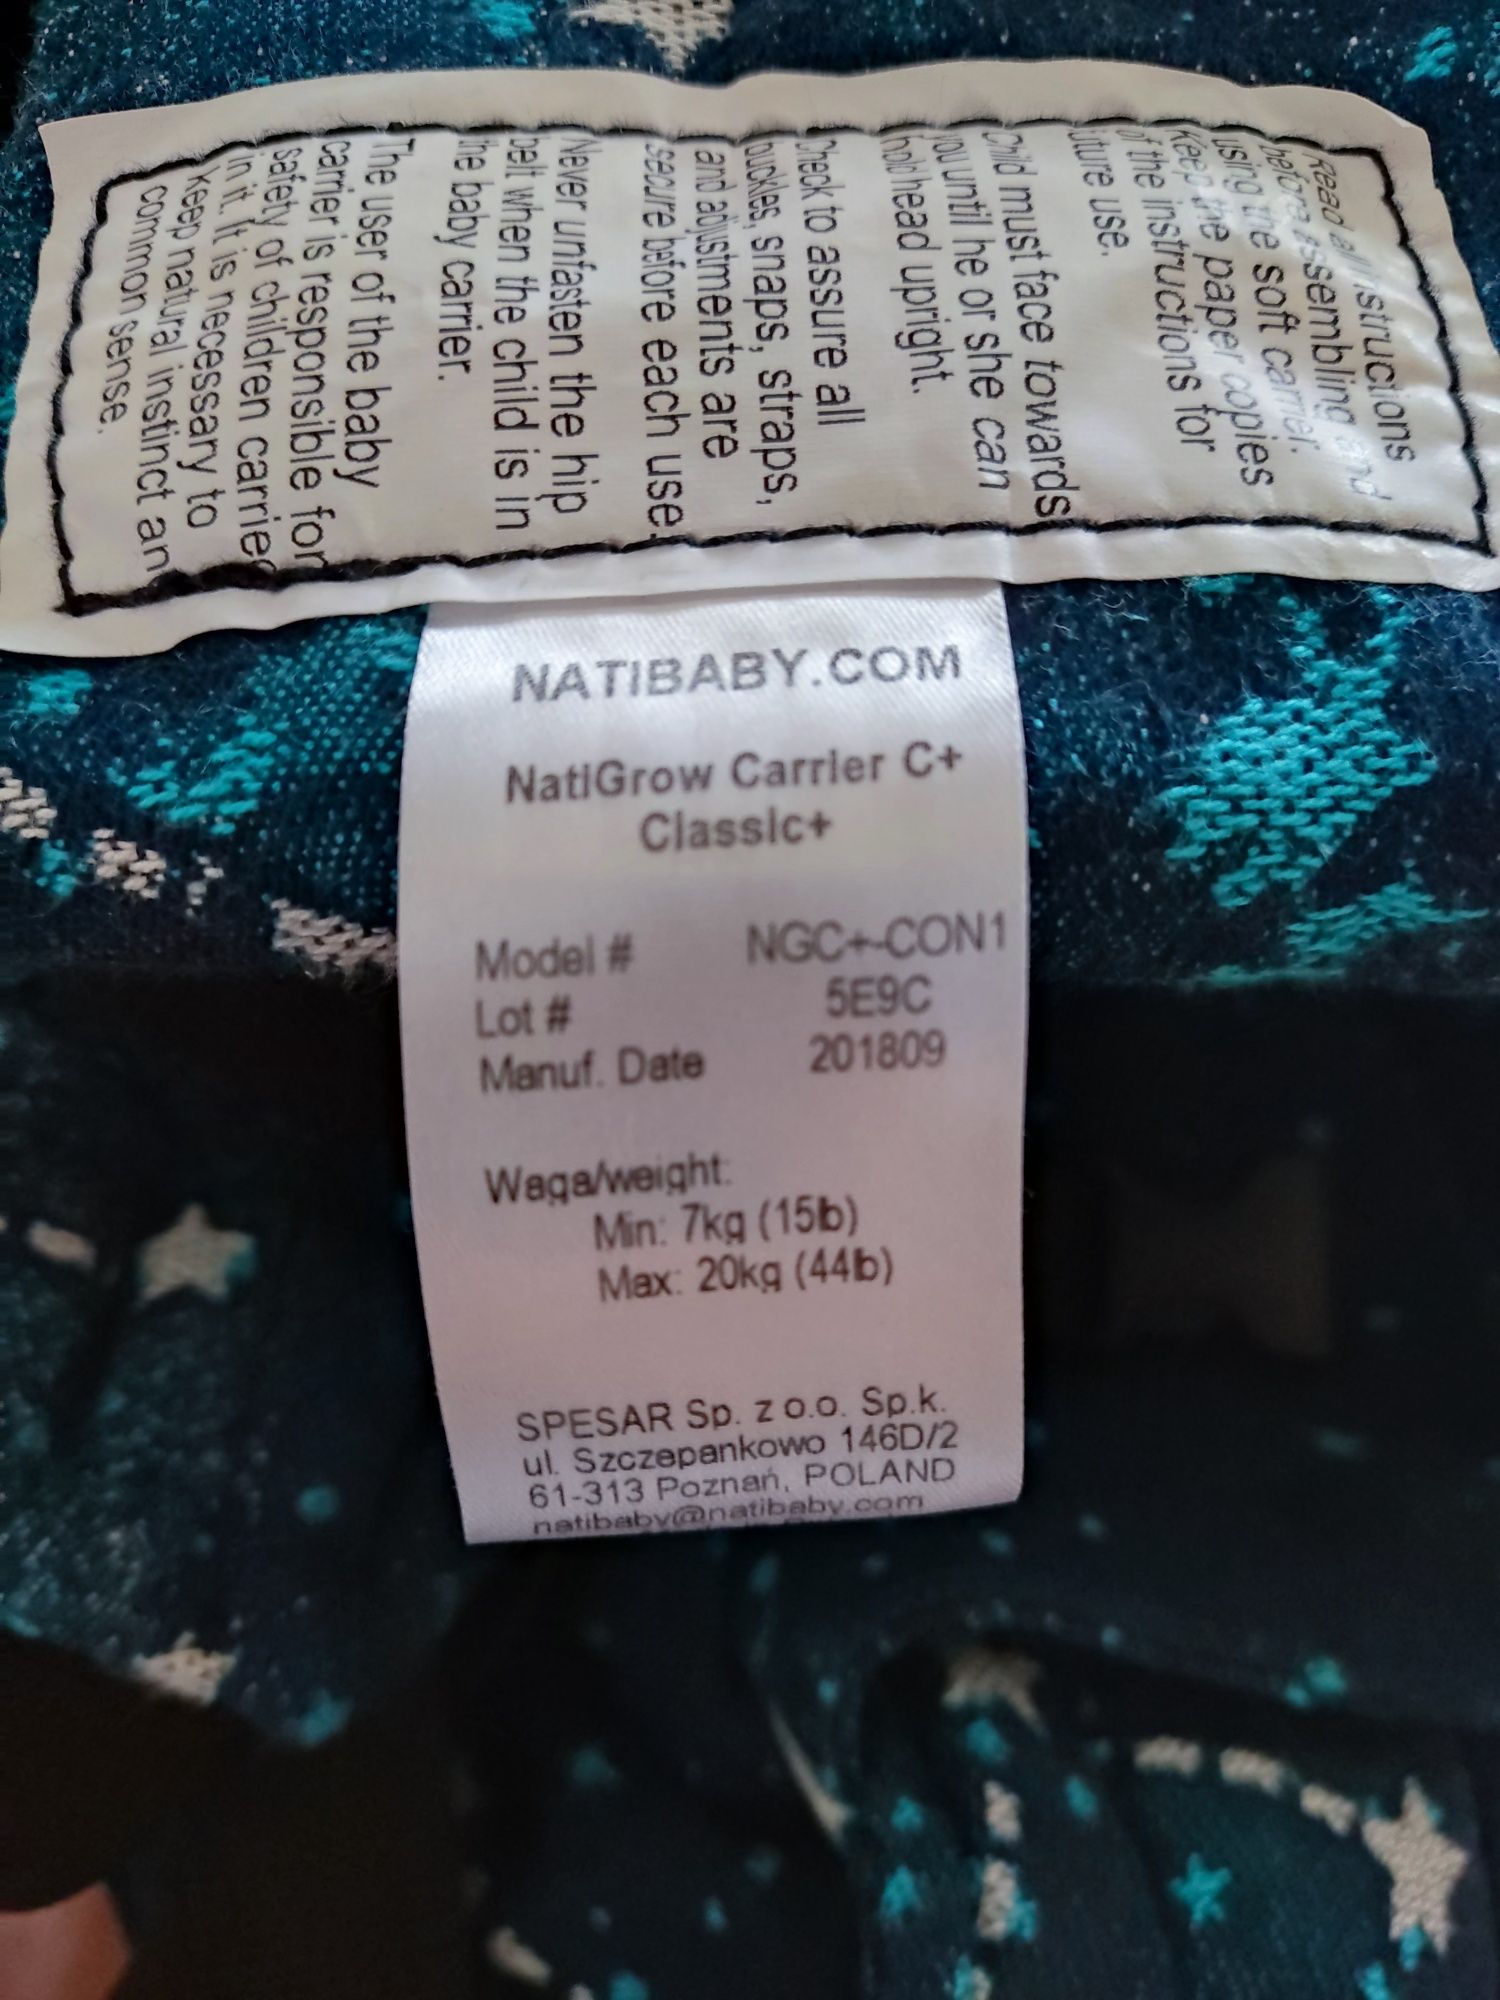 Read all instructions
before assembling and
using the soft carrier.
Keep the paper copies
of the instructions for
uture use.
Child must face towards
you until he or she can
hold head upright.
Check to assure all
buckles, snaps, straps,
and adjustments are
secure before each use.
Never unfasten the hip
belt when the child is in
the baby carrier.
The user of the baby
carrier is responsible for
safety of children carrie
in it. It is necessary to
keep natural instinct an
common sense.
NATIBABY.COM
NatiGrow Carrier C+
Classic+
Model # NGC+-CON1
Lot # 5E9C
Manuf. Date 201809
Waga/weight:
Min: 7kg (15lb)
Max: 20kg (44lb)
SPESAR Sp. z o.o. Sp.k.
ul. Szczepankowo 146D/2
61-313 Poznań, POLAND
natibaby@natibaby.com